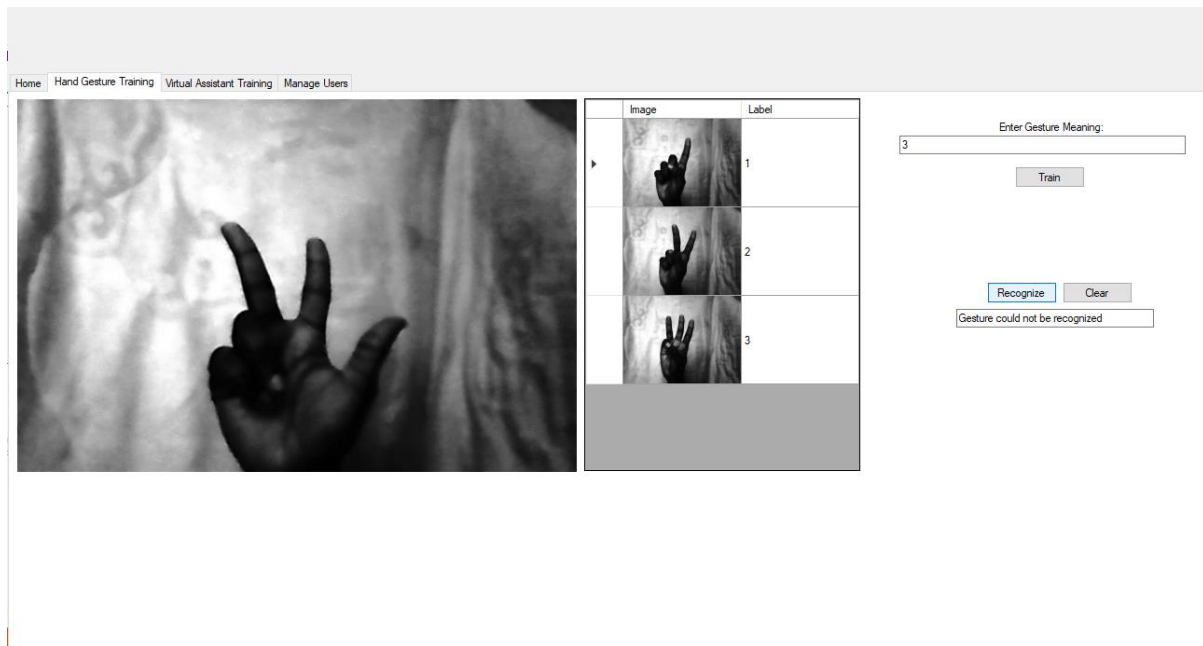 Home Hand Gesture Training Virtual Assistant Training Manage Users
Image Label
1
2
3
Enter Gesture Meaning:
3
Train
Recognize Clear
Gesture could not be recognized